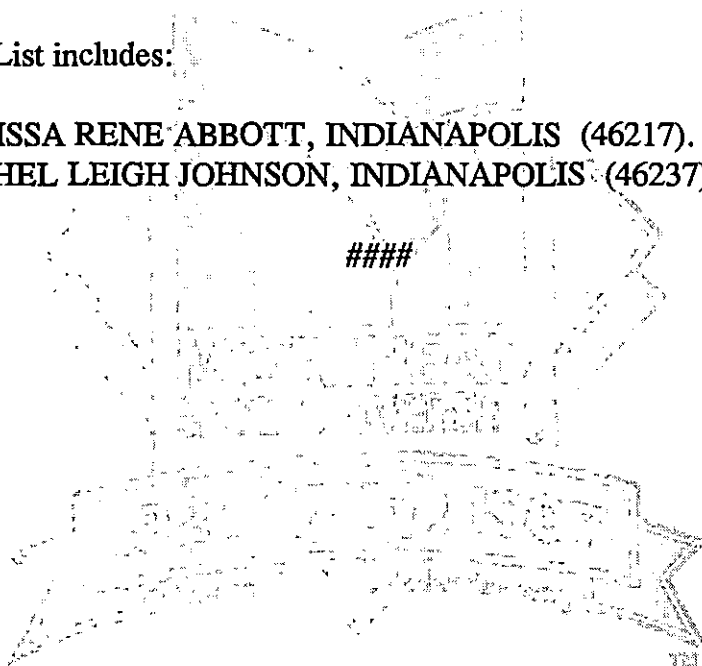 List includes:
ISSA RENE ABBOTT, INDIANAPOLIS (46217).
HEL LEIGH JOHNSON, INDIANAPOLIS (46237)
####